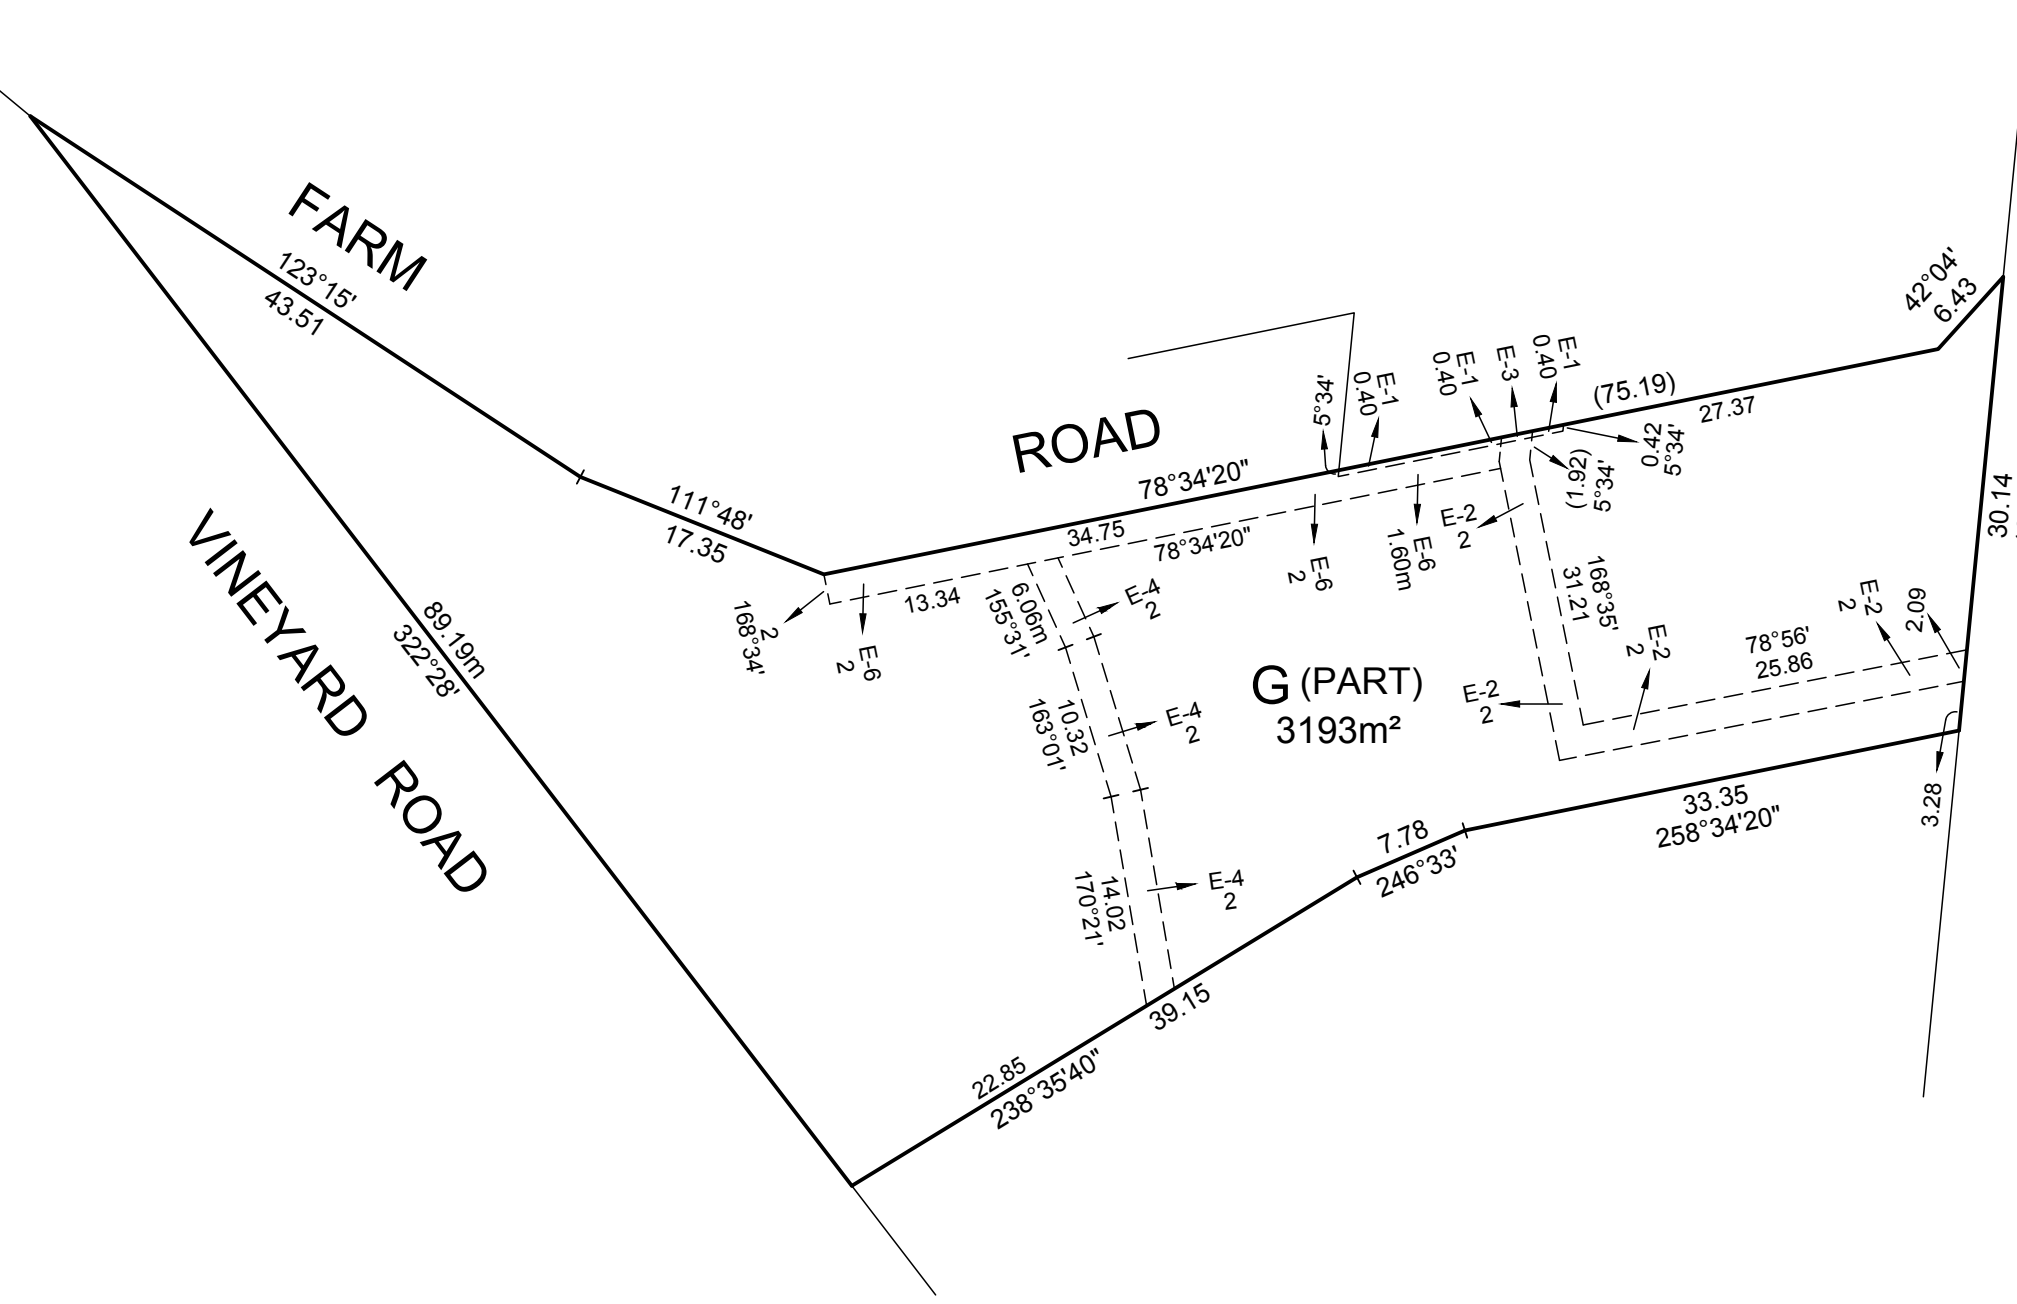 FARM
123°15'
43.51
111°48'
17.35
ROAD
78°34'20"
34.75
78°34'20"
5°34'
E-1
0.40
E-1
0.40
E-3
E-1
0.40
(75.19)
27.37
42°04'
6.43
30.14
0.42
5°34'
(1.92)
5°34'
E-2
2
E-6
1.60m
E-6
2
13.34
2
168°34'
E-6
2
6.06m
155°31'
E-4
2
10.32
163°01'
E-4
2
14.02
170°21'
E-4
2
G (PART)
3193m²
168°35'
31.21
E-2
2
E-2
2
78°56'
25.86
E-2
2
2.09
3.28
33.35
258°34'20"
7.78
246°33'
39.15
22.85
238°35'40"
89.19m
322°28'
VINEYARD ROAD